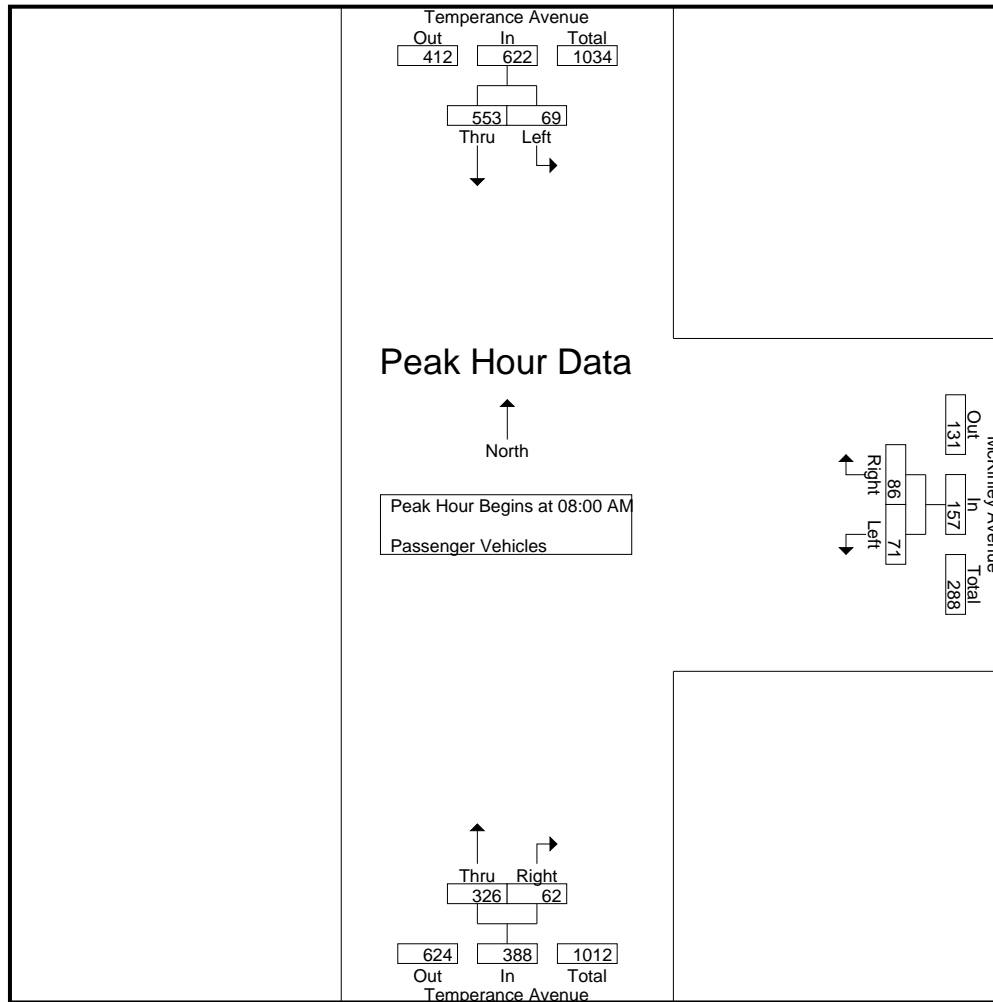 Temperance Avenue
Out In Total
412 622 1034
553 69
Thru Left
Peak Hour Data
North
Peak Hour Begins at 08:00 AM
Passenger Vehicles
McKinley Avenue
Out In Total
131 157 288
Right Left
86 71
Thru Right
326 62
624 388 1012
Out In Total
Temperance Avenue